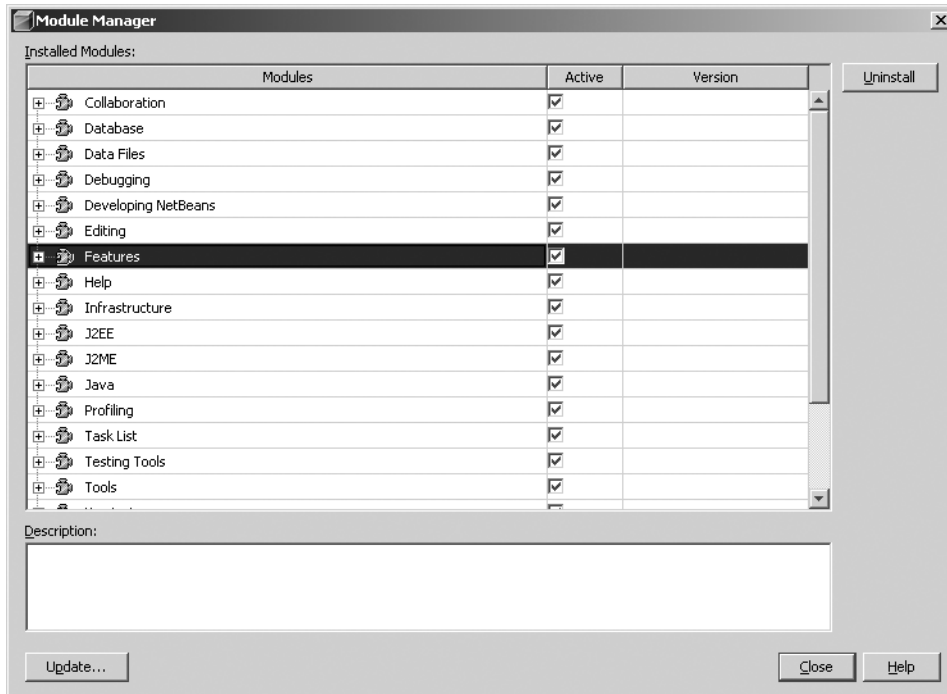 Module Manager
Installed Modules:
Modules Active Version
Uninstall
Collaboration
Database
Data Files
Debugging
Developing NetBeans
Editing
Features
Help
Infrastructure
J2EE
J2ME
Java
Profiling
Task List
Testing Tools
Tools
Description:
Update... Close Help